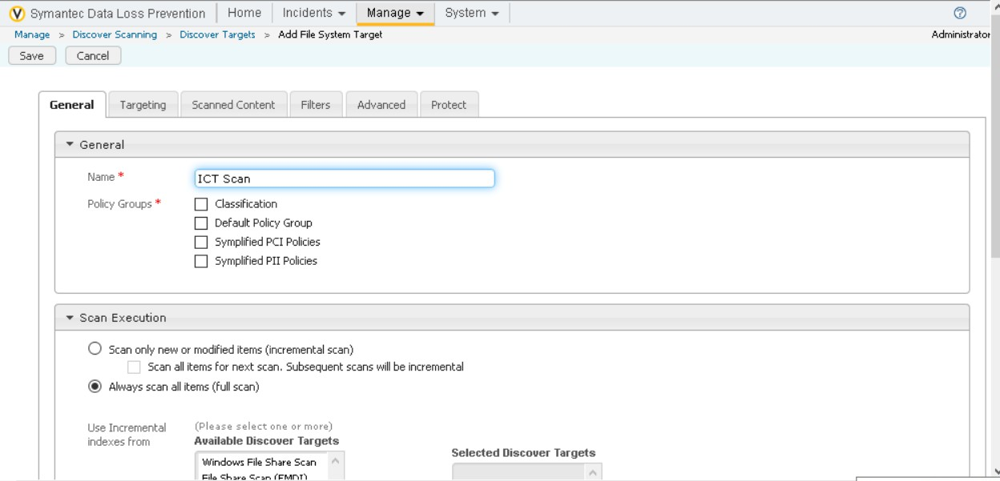 Symantec Data Loss Prevention Home Incidents Manage System
Manage > Discover Scanning > Discover Targets > Add File System Target Administrator
Save Cancel
General Targeting Scanned Content Filters Advanced Protect
General
Name * ICT Scan
Policy Groups * Classification
Default Policy Group
Symplified PCI Policies
Symplified PII Policies
Scan Execution
Scan only new or modified items (incremental scan)
Scan all items for next scan. Subsequent scans will be incremental
Always scan all items (full scan)
Use Incremental indexes from
(Please select one or more)
Available Discover Targets
Selected Discover Targets
Windows File Share Scan
File Share Scan (EMDI)